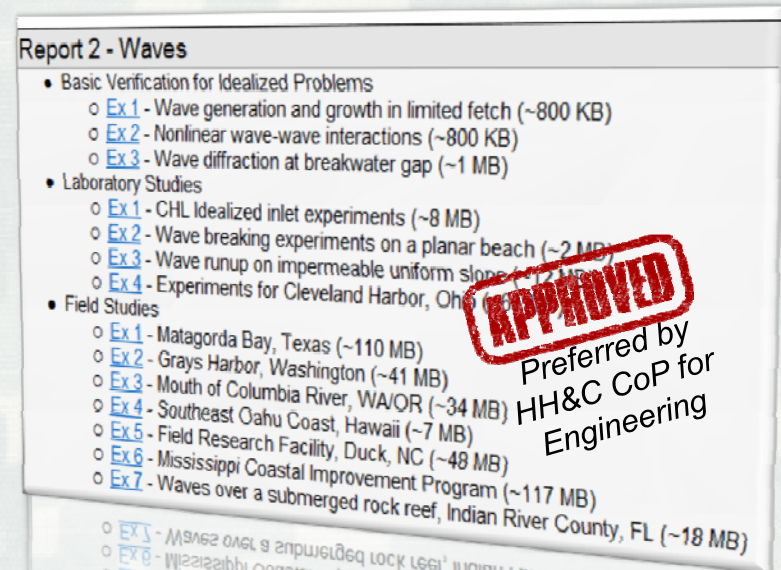 Report 2 - Waves
• Basic Verification for Idealized Problems
o Ex 1 - Wave generation and growth in limited fetch (~800 KB)
o Ex 2 - Nonlinear wave-wave interactions (~800 KB)
o Ex 3 - Wave diffraction at breakwater gap (~1 MB)
• Laboratory Studies
o Ex 1 - CHL Idealized inlet experiments (~8 MB)
o Ex 2 - Wave breaking experiments on a planar beach (~2 MB)
o Ex 3 - Wave runup on impermeable uniform slope (~12 MB)
o Ex 4 - Experiments for Cleveland Harbor, Ohio
• Field Studies
o Ex 1 - Matagorda Bay, Texas (~110 MB)
o Ex 2 - Grays Harbor, Washington (~41 MB)
o Ex 3 - Mouth of Columbia River, WA/OR (~34 MB)
o Ex 4 - Southeast Oahu Coast, Hawaii (~7 MB)
o Ex 5 - Field Research Facility, Duck, NC (~48 MB)
o Ex 6 - Mississippi Coastal Improvement Program (~117 MB)
o Ex 7 - Waves over a submerged rock reef, Indian River County, FL (~18 MB)
APPROVED
Preferred by
HH&C CoP for
Engineering